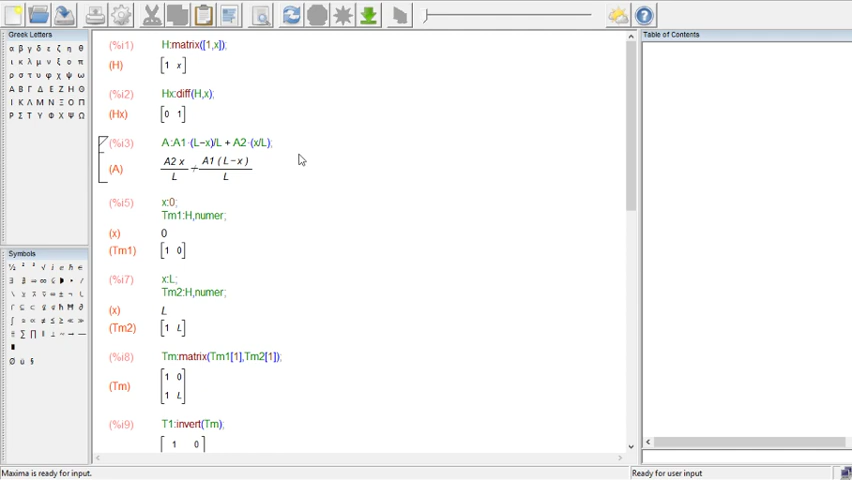 Greek Letters
α β γ δ ε ζ η θ
ι κ λ μ ν ξ ο π
ρ σ τ υ φ χ ψ ω
Α Β Γ Δ Ε Ζ Η Θ
Ι Κ Λ Μ Ν Ξ Ο Π
Ρ Σ Τ Υ Φ Χ Ψ Ω
Symbols
Table of Contents
(%i1) H:matrix([1,x]);
(H) [1 x]
(%i2) Hx:diff(H,x);
(Hx) [0 1]
(%i3) A:A1·(L−x)/L + A2·(x/L);
(A) A2 x / L + A1 (L−x) / L
(%i5) x:0;
Tm1:H,numer;
(x) 0
(Tm1) [1 0]
(%i7) x:L;
Tm2:H,numer;
(x) L
(Tm2) [1 L]
(%i8) Tm:matrix(Tm1[1],Tm2[1]);
1 0
(Tm)
1 L
(%i9) T1:invert(Tm);
1 0
Maxima is ready for input.
Ready for user input